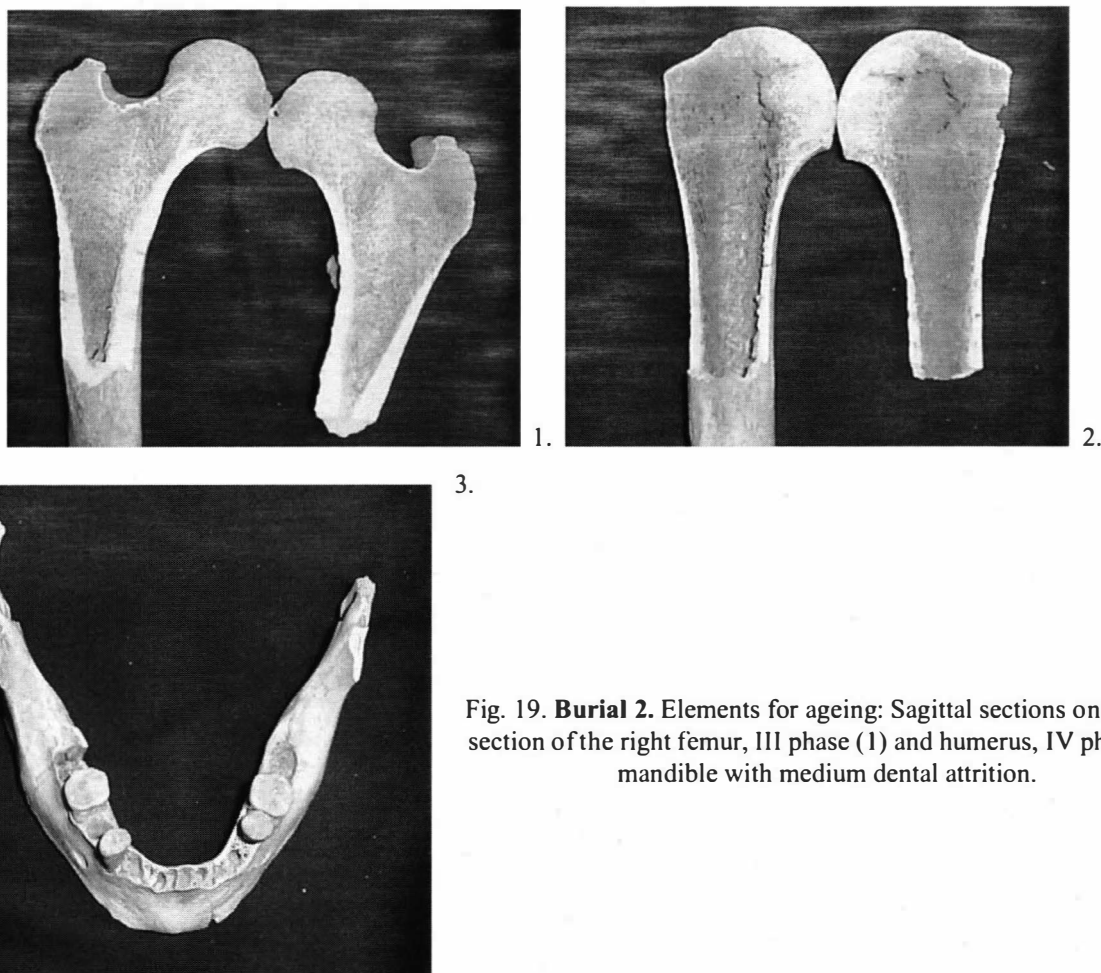 1.
2.
3.
Fig. 19. Burial 2. Elements for ageing: Sagittal sections on
section of the right femur, III phase (1) and humerus, IV ph
mandible with medium dental attrition.